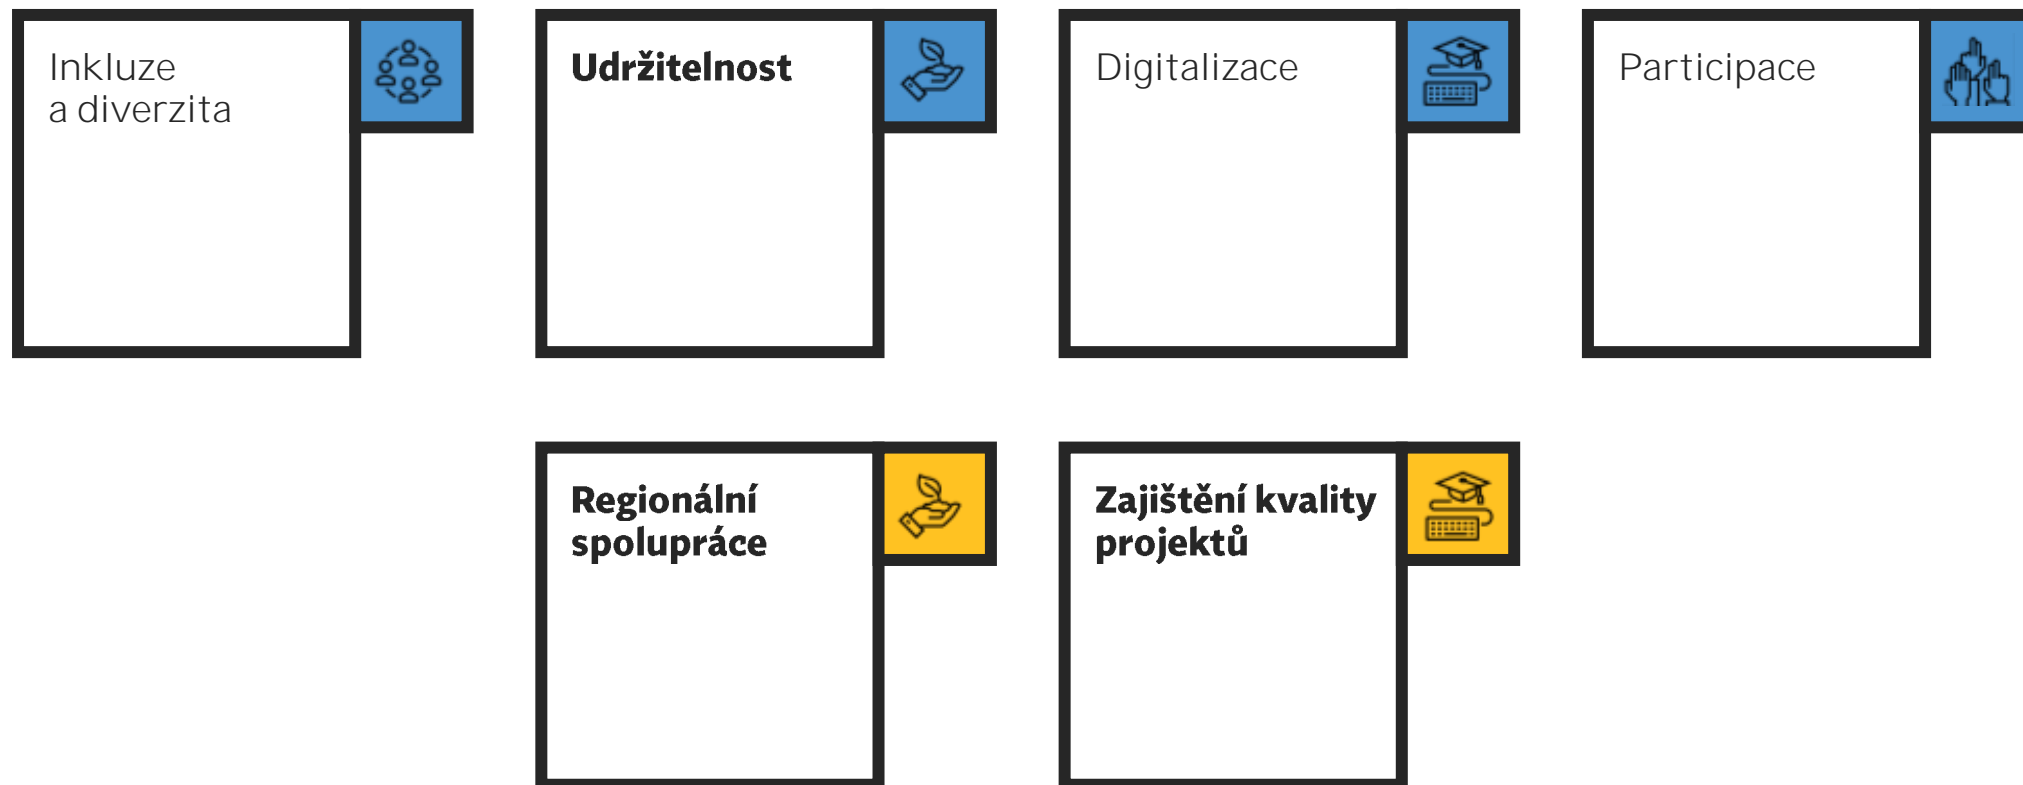 Inkluze
a diverzita
Udržitelnost
Digitalizace
Participace
Regionální
spolupráce
Zajištění kvality
projektů